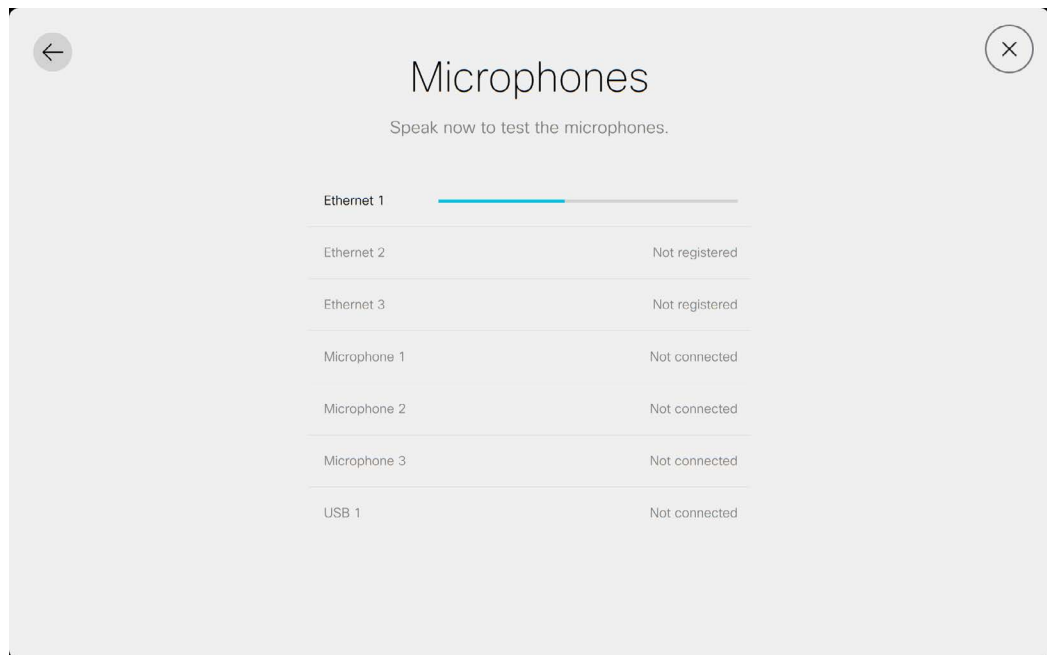 Microphones
Speak now to test the microphones.
Ethernet 1
Ethernet 2 Not registered
Ethernet 3 Not registered
Microphone 1 Not connected
Microphone 2 Not connected
Microphone 3 Not connected
USB 1 Not connected